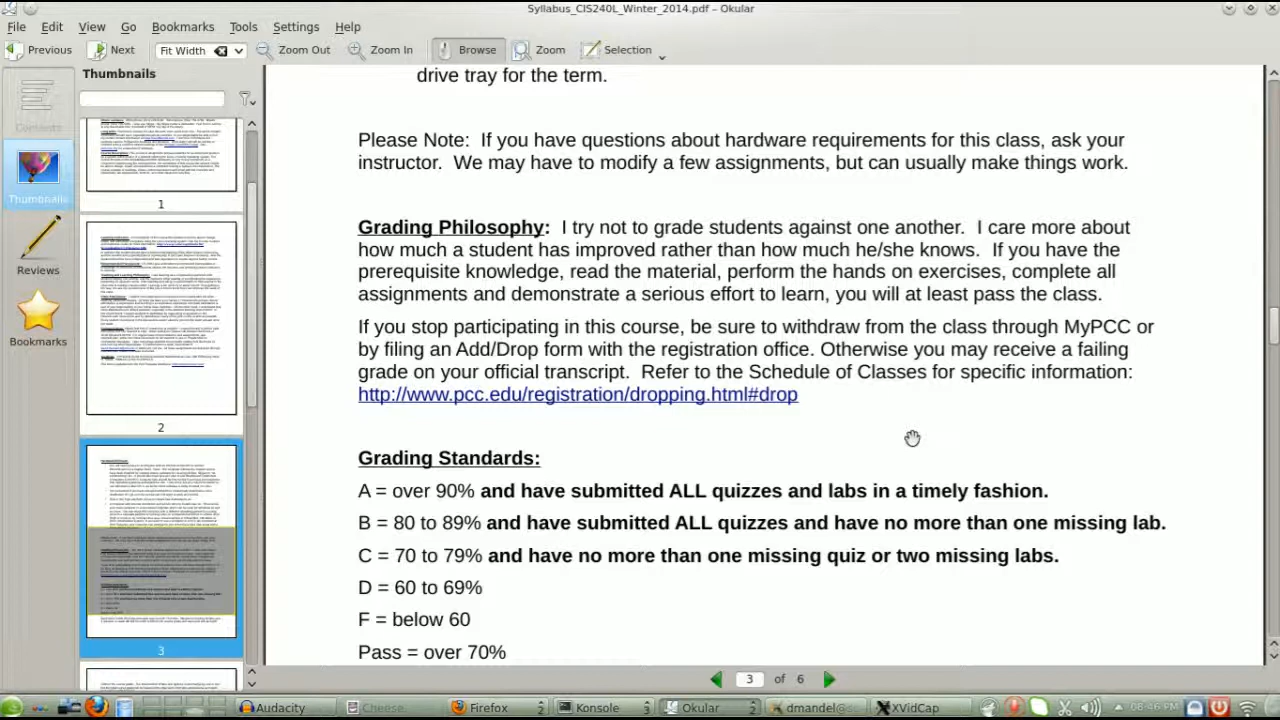 Syllabus_CIS240L_Winter_2014.pdf – Okular
File Edit View Go Bookmarks Tools Settings Help
Previous Next Fit Width Zoom Out Zoom In Browse Zoom Selection
Thumbnails
Contents
Thumbnails
Reviews
Bookmarks
1
2
3
drive tray for the term.
Please Note: If you have questions about hardware requirements for this class, ask your
instructor. We may have to modify a few assignments, but can usually make things work.
Grading Philosophy: I try not to grade students against one another. I care more about
how much a student has improved rather than how much he/she knows. If you have the
prerequisite knowledge, read the material, perform the hands on exercises, complete all
assignments and demonstrate a serious effort to learn, you will at least pass the class.
If you stop participating in this course, be sure to withdraw from the class through MyPCC or
by filing an Add/Drop form with the registration office. Otherwise you may receive a failing
grade on your official transcript. Refer to the Schedule of Classes for specific information:
http://www.pcc.edu/registration/dropping.html#drop
Grading Standards:
A = over 90% and have submitted ALL quizzes and labs in a timely fashion.
B = 80 to 89% and have submitted ALL quizzes and have no more than one missing lab.
C = 70 to 79% and have no more than one missing quiz or two missing labs.
D = 60 to 69%
F = below 60
Pass = over 70%
3 of 6
Audacity Cheese Firefox 2 Konsole 3 Okular 2 dmandel@ 2 XVidCap 08:46 PM